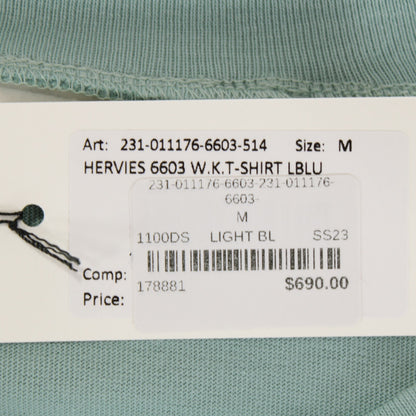 Art: 231-011176-6603-514 Size: M
HERVIES 6603 W.K.T-SHIRT LBLU
231-011176-6603-231-011176-
6603-
M
1100DS LIGHT BL SS23
Comp:
178881 $690.00
Price: